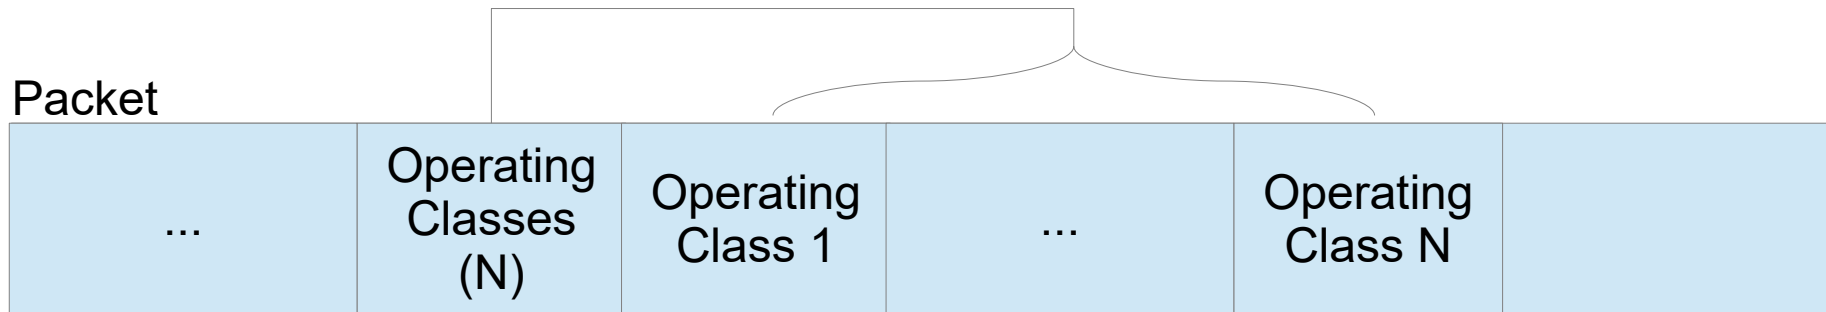 Packet
...
Operating
Classes
(N)
Operating
Class 1
...
Operating
Class N